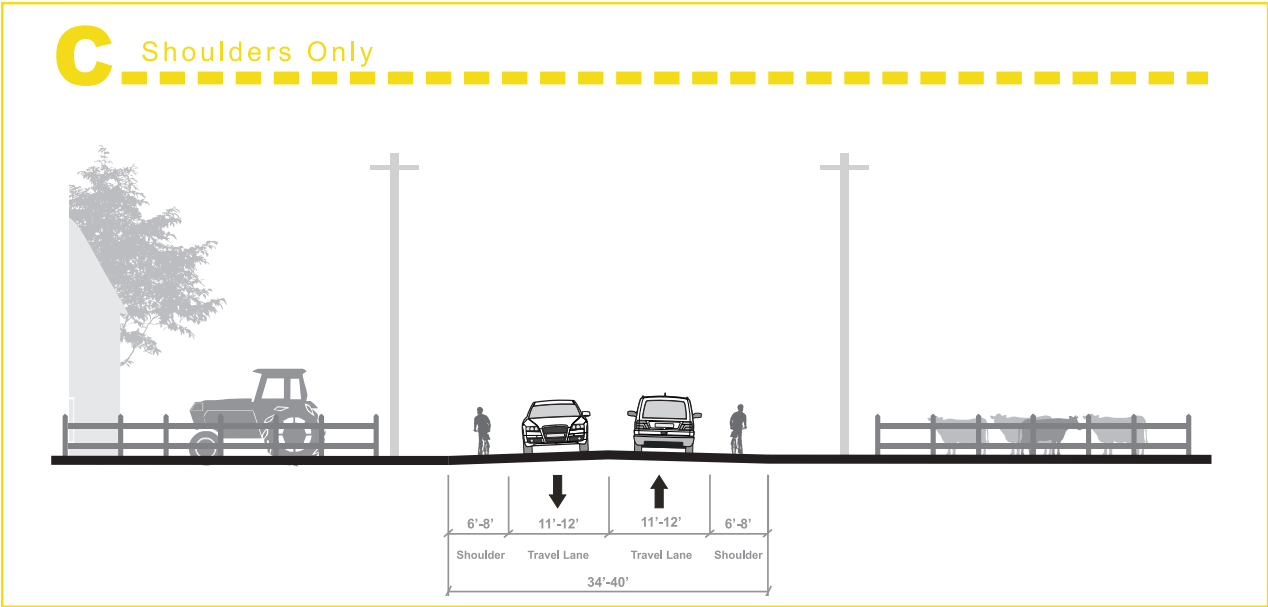 C Shoulders Only
6'-8' 11'-12' 11'-12' 6'-8'
Shoulder Travel Lane Travel Lane Shoulder
34'-40'